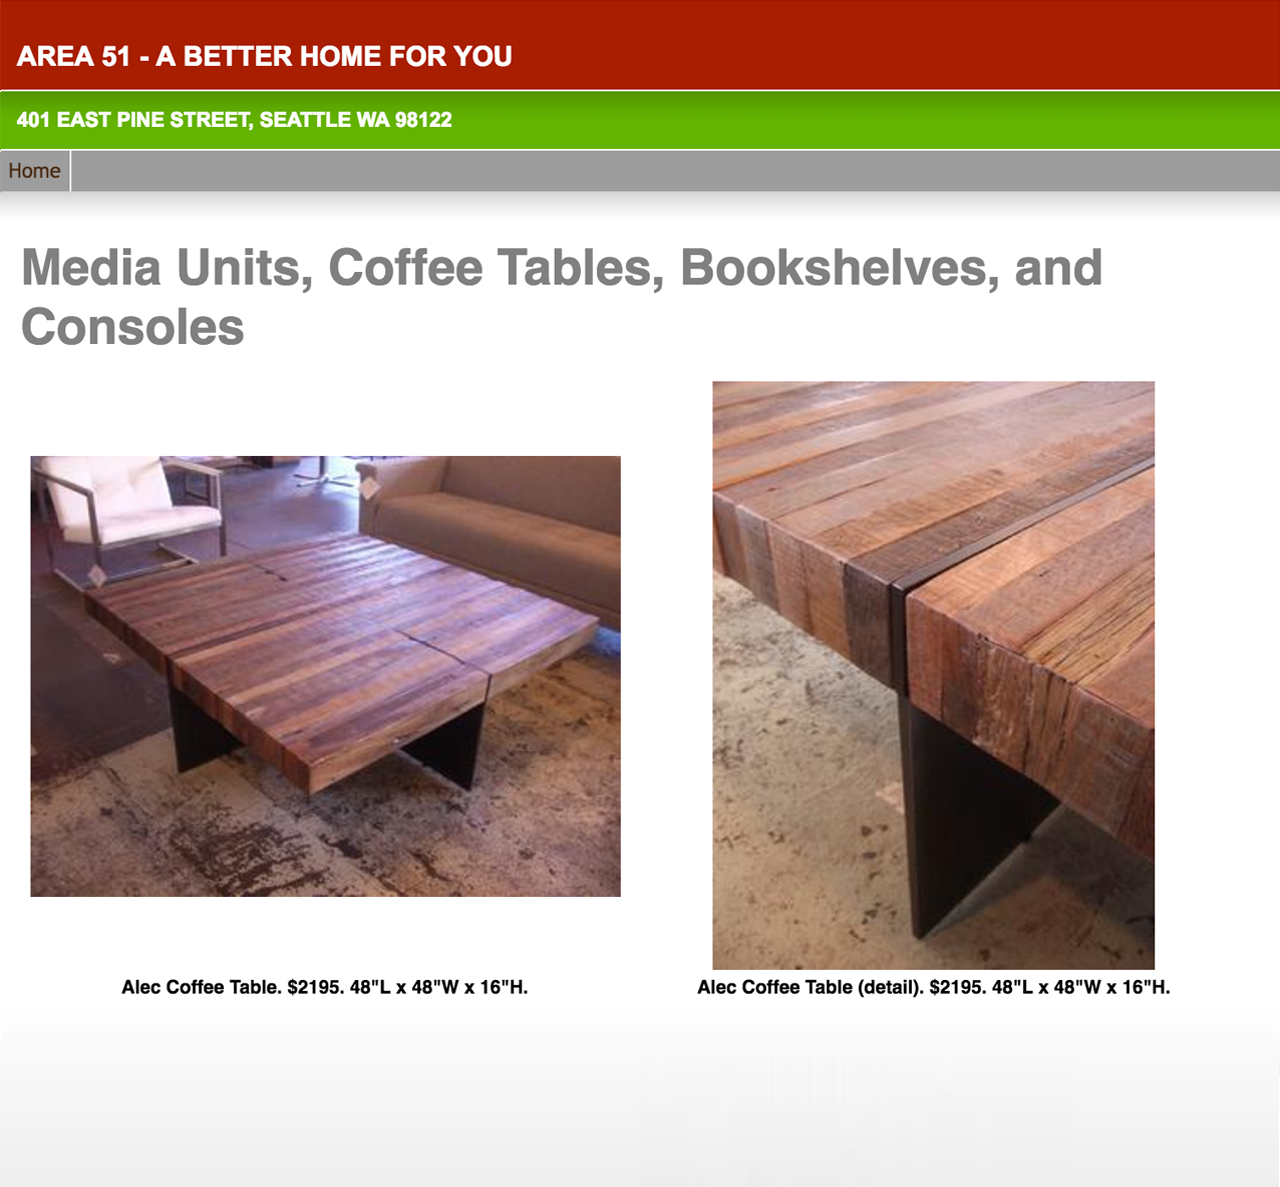 AREA 51 - A BETTER HOME FOR YOU
401 EAST PINE STREET, SEATTLE WA 98122
Home
Media Units, Coffee Tables, Bookshelves, and
Consoles
Alec Coffee Table. $2195. 48"L x 48"W x 16"H.
Alec Coffee Table (detail). $2195. 48"L x 48"W x 16"H.